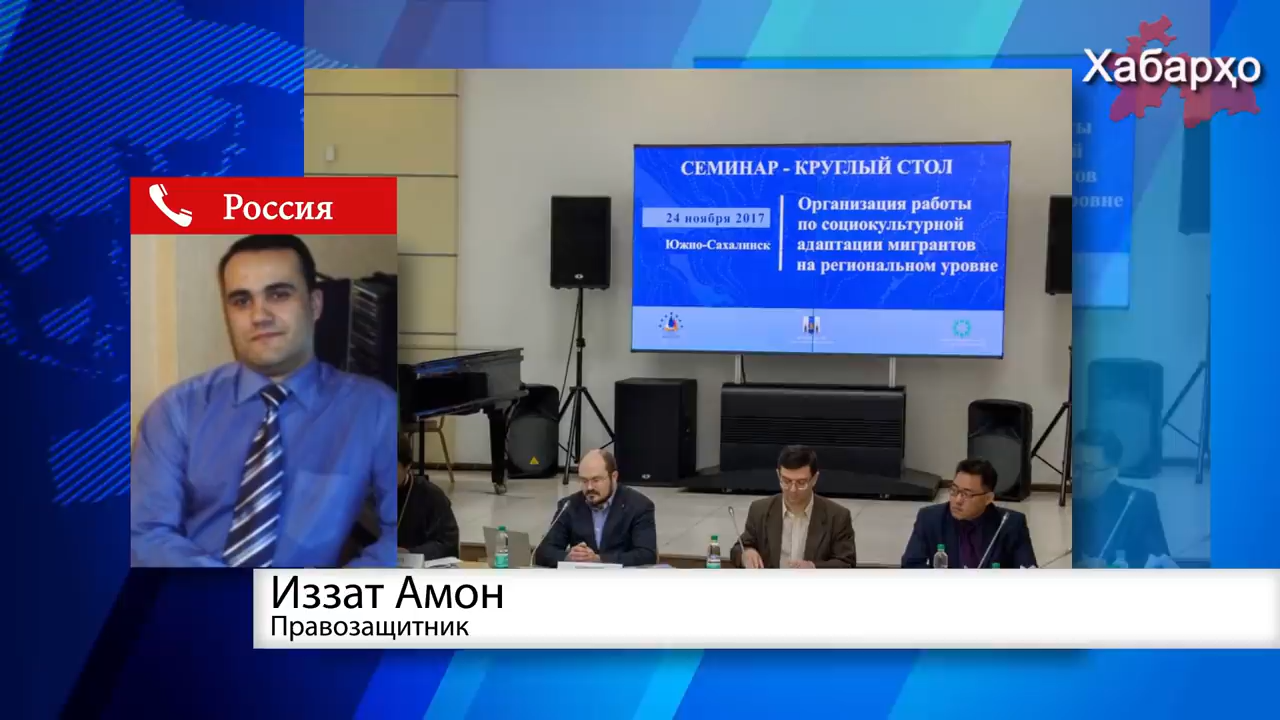 Хабарҳо
Россия
СЕМИНАР - КРУГЛЫЙ СТОЛ
24 ноября 2017
Южно-Сахалинск
Организация работы
по социокультурной
адаптации мигрантов
на региональном уровне
Иззат Амон
Правозащитник